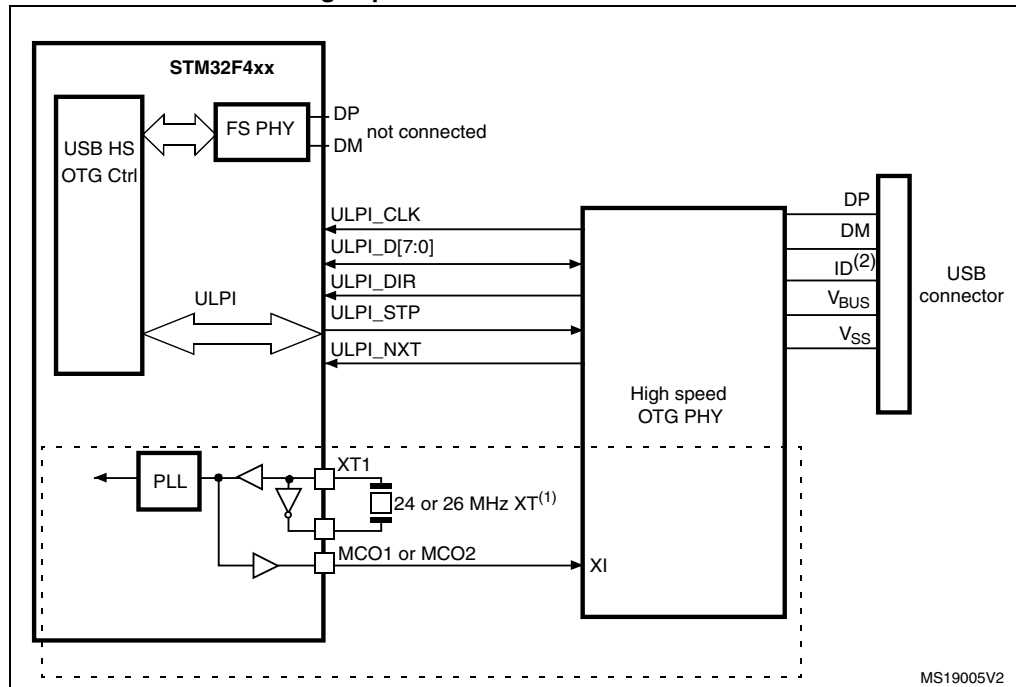 STM32F4xx
USB HS
OTG Ctrl
FS PHY
DP
DM
not connected
ULPI
ULPI_CLK
ULPI_D[7:0]
ULPI_DIR
ULPI_STP
ULPI_NXT
High speed
OTG PHY
DP
DM
ID(2)
VBUS
VSS
USB
connector
PLL
XT1
24 or 26 MHz XT(1)
MCO1 or MCO2
XI
MS19005V2